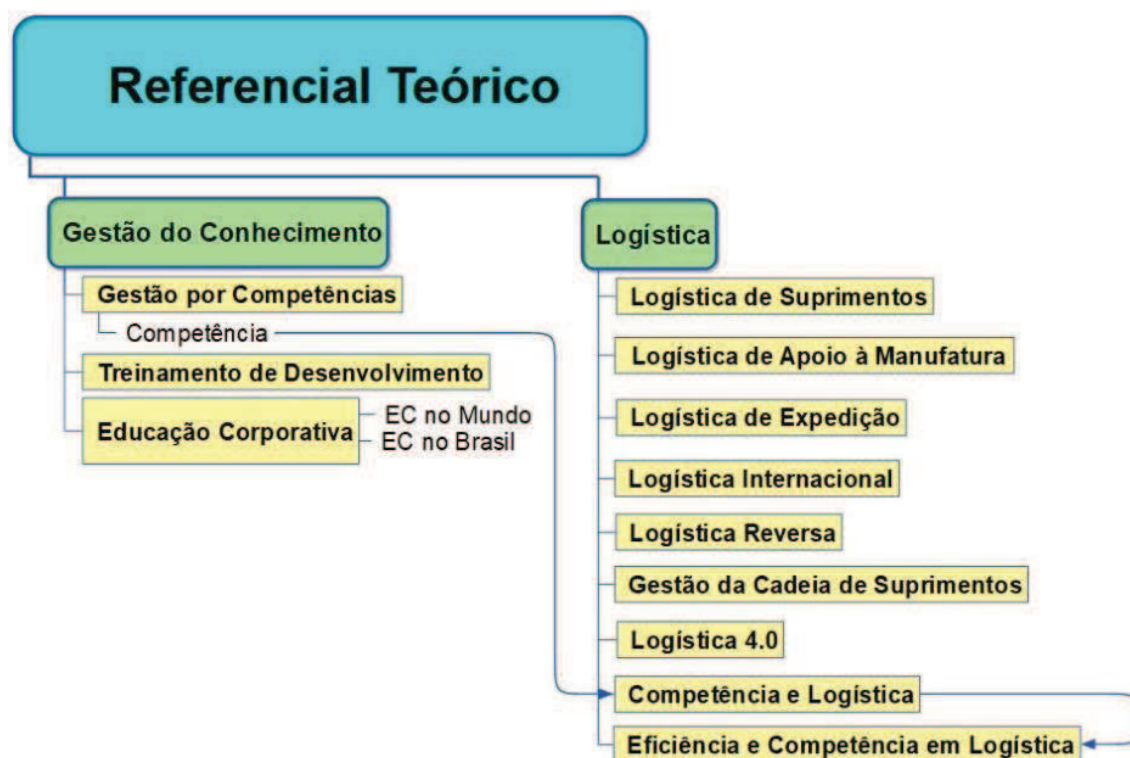 Referencial Teórico
Gestão do Conhecimento
Gestão por Competências
Competência
Treinamento de Desenvolvimento
Educação Corporativa
EC no Mundo
EC no Brasil
Logística
Logística de Suprimentos
Logística de Apoio à Manufatura
Logística de Expedição
Logística Internacional
Logística Reversa
Gestão da Cadeia de Suprimentos
Logística 4.0
Competência e Logística
Eficiência e Competência em Logística